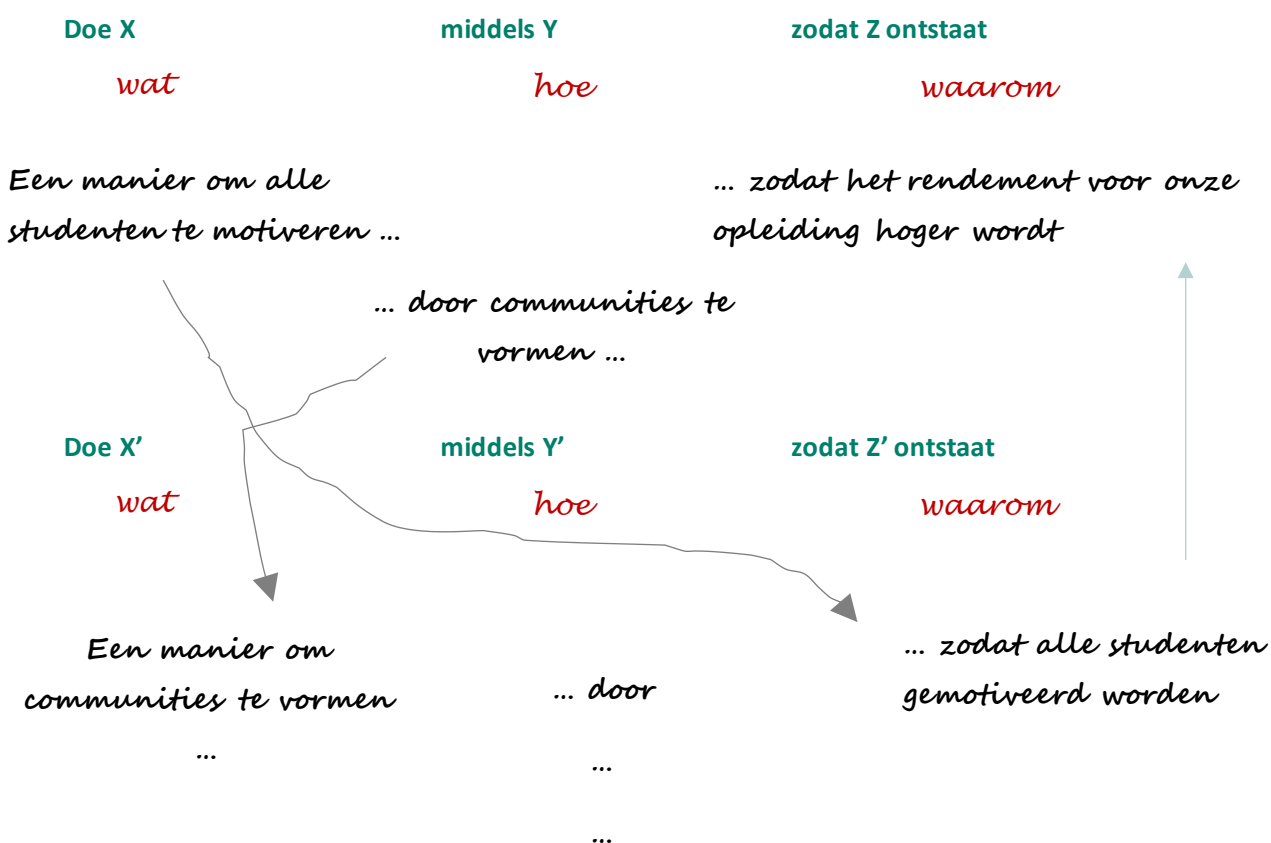 Doe X middels Y zodat Z ontstaat
wat hoe waarom
Een manier om alle
studenten te motiveren ...
... zodat het rendement voor onze
opleiding hoger wordt
... door communities te
vormen ...
Doe X’ middels Y’ zodat Z’ ontstaat
wat hoe waarom
Een manier om
communities te vormen
...
... door
...
...
... zodat alle studenten
gemotiveerd worden